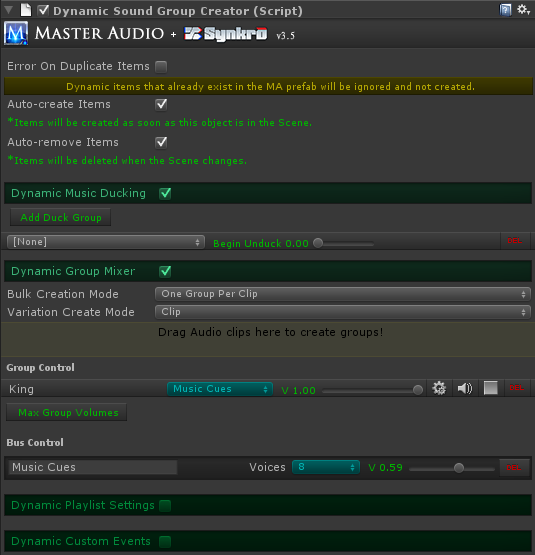 Dynamic Sound Group Creator (Script)
MASTER AUDIO + Synkro v3.5
Error On Duplicate Items
Dynamic items that already exist in the MA prefab will be ignored and not created.
Auto-create Items
*Items will be created as soon as this object is in the Scene.
Auto-remove Items
*Items will be deleted when the Scene changes.
Dynamic Music Ducking
Add Duck Group
[None] Begin Unduck 0.00
Dynamic Group Mixer
Bulk Creation Mode One Group Per Clip
Variation Create Mode Clip
Drag Audio clips here to create groups!
Group Control
King Music Cues V 1.00
Max Group Volumes
Bus Control
Music Cues Voices 8 V 0.59
Dynamic Playlist Settings
Dynamic Custom Events